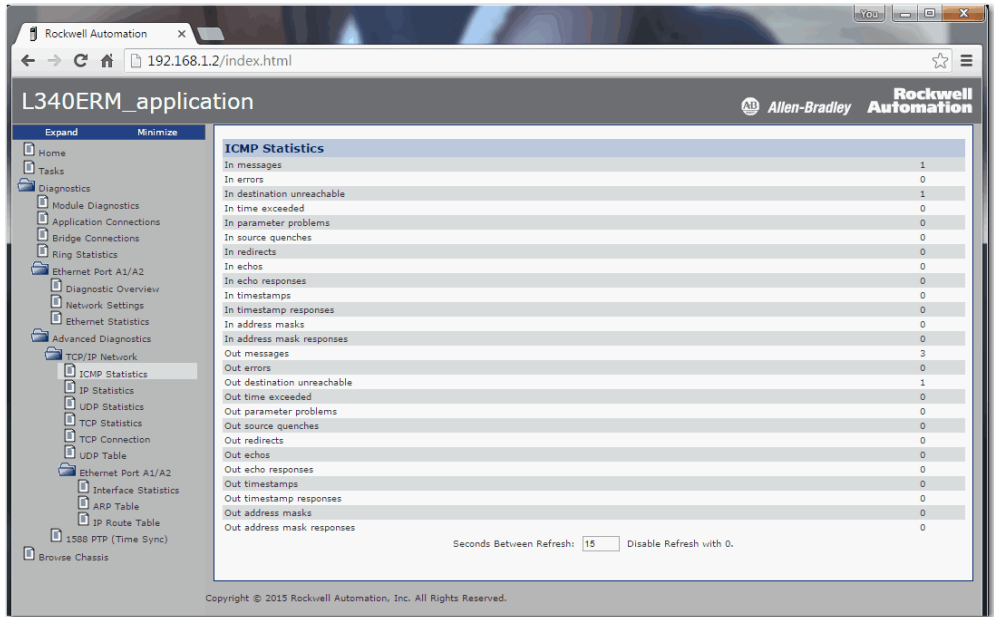 Rockwell Automation
You
192.168.1.2/index.html
L340ERM_application
AB Allen-Bradley
Rockwell
Automation
Expand Minimize
Home
Tasks
Diagnostics
Module Diagnostics
Application Connections
Bridge Connections
Ring Statistics
Ethernet Port A1/A2
Diagnostic Overview
Network Settings
Ethernet Statistics
Advanced Diagnostics
TCP/IP Network
ICMP Statistics
IP Statistics
UDP Statistics
TCP Statistics
TCP Connection
UDP Table
Ethernet Port A1/A2
Interface Statistics
ARP Table
IP Route Table
1588 PTP (Time Sync)
Browse Chassis
ICMP Statistics
In messages 1
In errors 0
In destination unreachable 1
In time exceeded 0
In parameter problems 0
In source quenches 0
In redirects 0
In echos 0
In echo responses 0
In timestamps 0
In timestamp responses 0
In address masks 0
In address mask responses 0
Out messages 3
Out errors 0
Out destination unreachable 1
Out time exceeded 0
Out parameter problems 0
Out source quenches 0
Out redirects 0
Out echos 0
Out echo responses 0
Out timestamps 0
Out timestamp responses 0
Out address masks 0
Out address mask responses 0
Seconds Between Refresh: 15 Disable Refresh with 0.
Copyright © 2015 Rockwell Automation, Inc. All Rights Reserved.